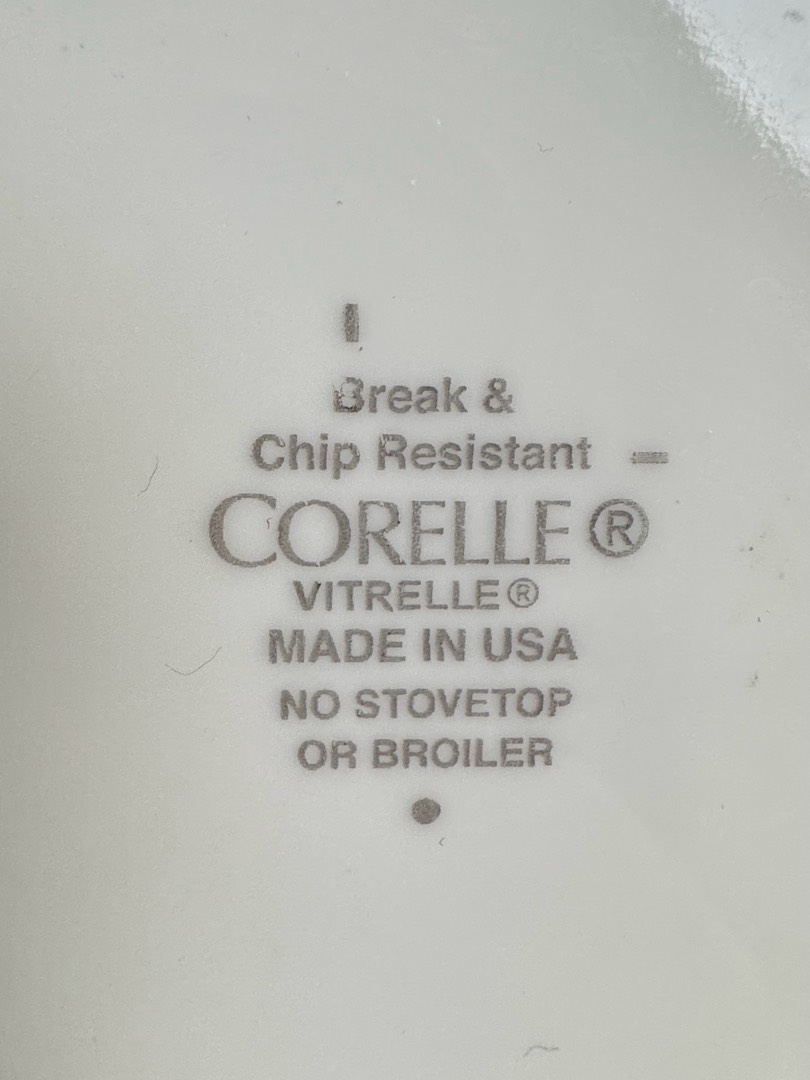 Break &
Chip Resistant
CORELLE®
VITRELLE®
MADE IN USA
NO STOVETOP
OR BROILER